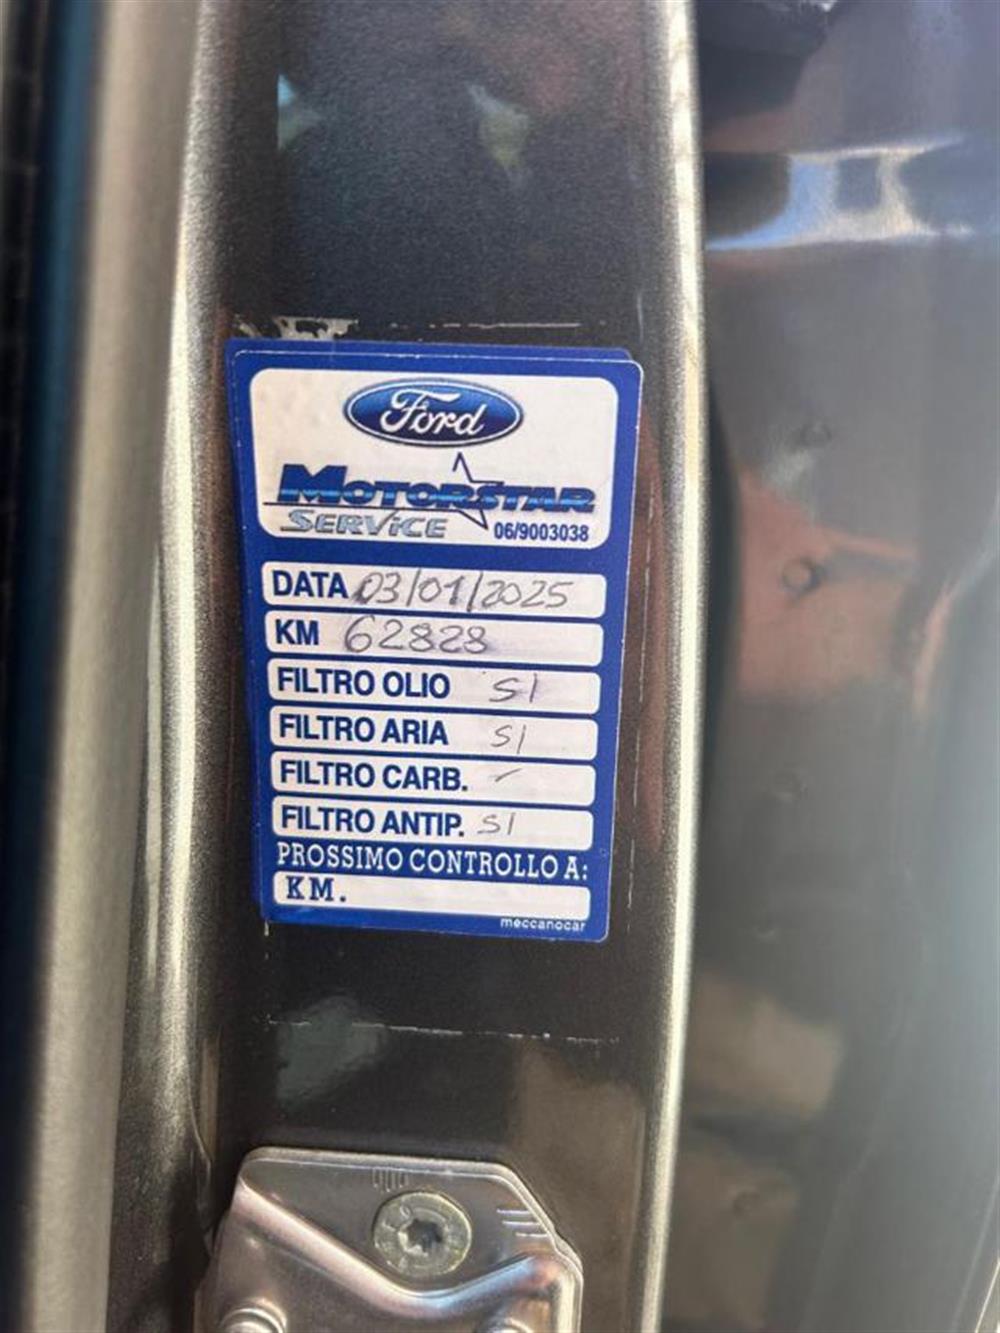 Ford
MOTORSTAR
SERVICE 06/9003038
DATA 03/01/2025
KM 62828
FILTRO OLIO SI
FILTRO ARIA SI
FILTRO CARB. -
FILTRO ANTIP. SI
PROSSIMO CONTROLLO A:
KM.
meccanocar